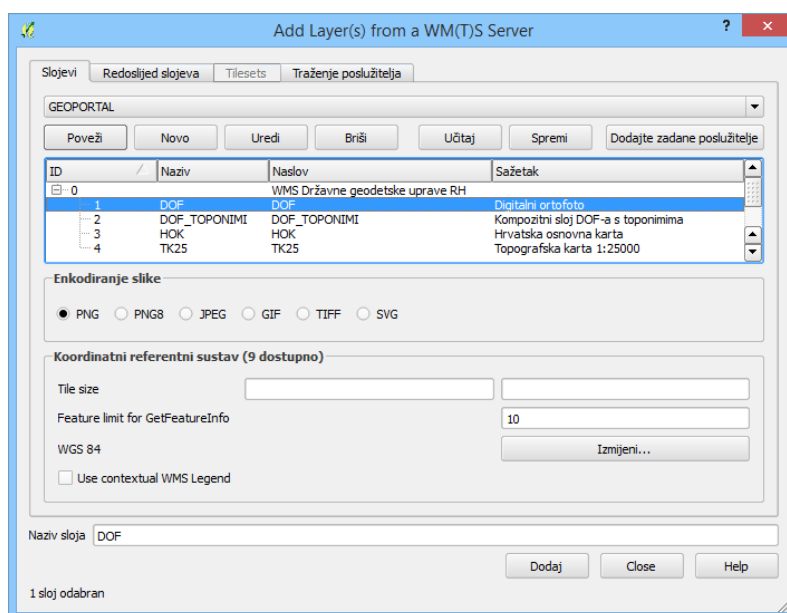 Add Layer(s) from a WM(T)S Server ? ×
Slojevi Redoslijed slojeva Tilesets Traženje poslužitelja
GEOPORTAL
Poveži Novo Uredi Briši Učitaj Spremi Dodajte zadane poslužitelje
ID Naziv Naslov Sažetak
0 WMS Državne geodetske uprave RH
1 DOF DOF Digitalni ortofoto
2 DOF_TOPONIMI DOF_TOPONIMI Kompozitni sloj DOF-a s toponimima
3 HOK HOK Hrvatska osnovna karta
4 TK25 TK25 Topografska karta 1:25000
Enkodiranje slike
PNG PNG8 JPEG GIF TIFF SVG
Koordinatni referentni sustav (9 dostupno)
Tile size
Feature limit for GetFeatureInfo 10
WGS 84 Izmijeni...
Use contextual WMS Legend
Naziv sloja DOF
Dodaj Close Help
1 sloj odabran